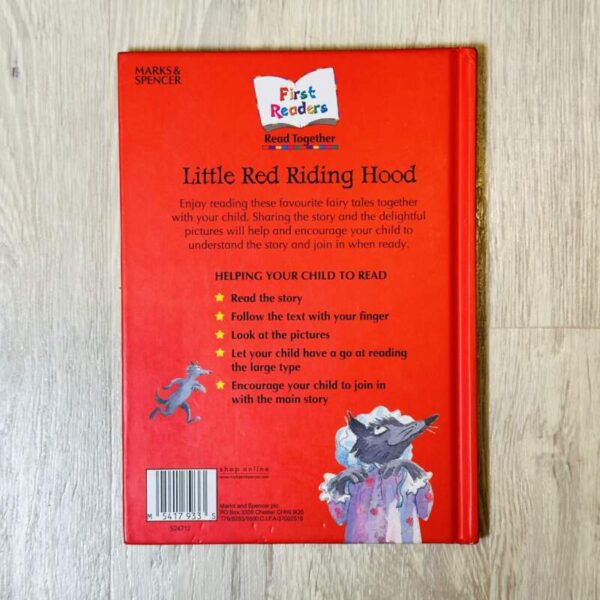 MARKS&
SPENCER
First
Readers
Read Together
Little Red Riding Hood
Enjoy reading these favourite fairy tales together
with your child. Sharing the story and the delightful
pictures will help and encourage your child to
understand the story and join in when ready.
HELPING YOUR CHILD TO READ
Read the story
Follow the text with your finger
Look at the pictures
Let your child have a go at reading
the large type
Encourage your child to join in
with the main story
shop online
M 5417933 5
Marks and Spencer plc